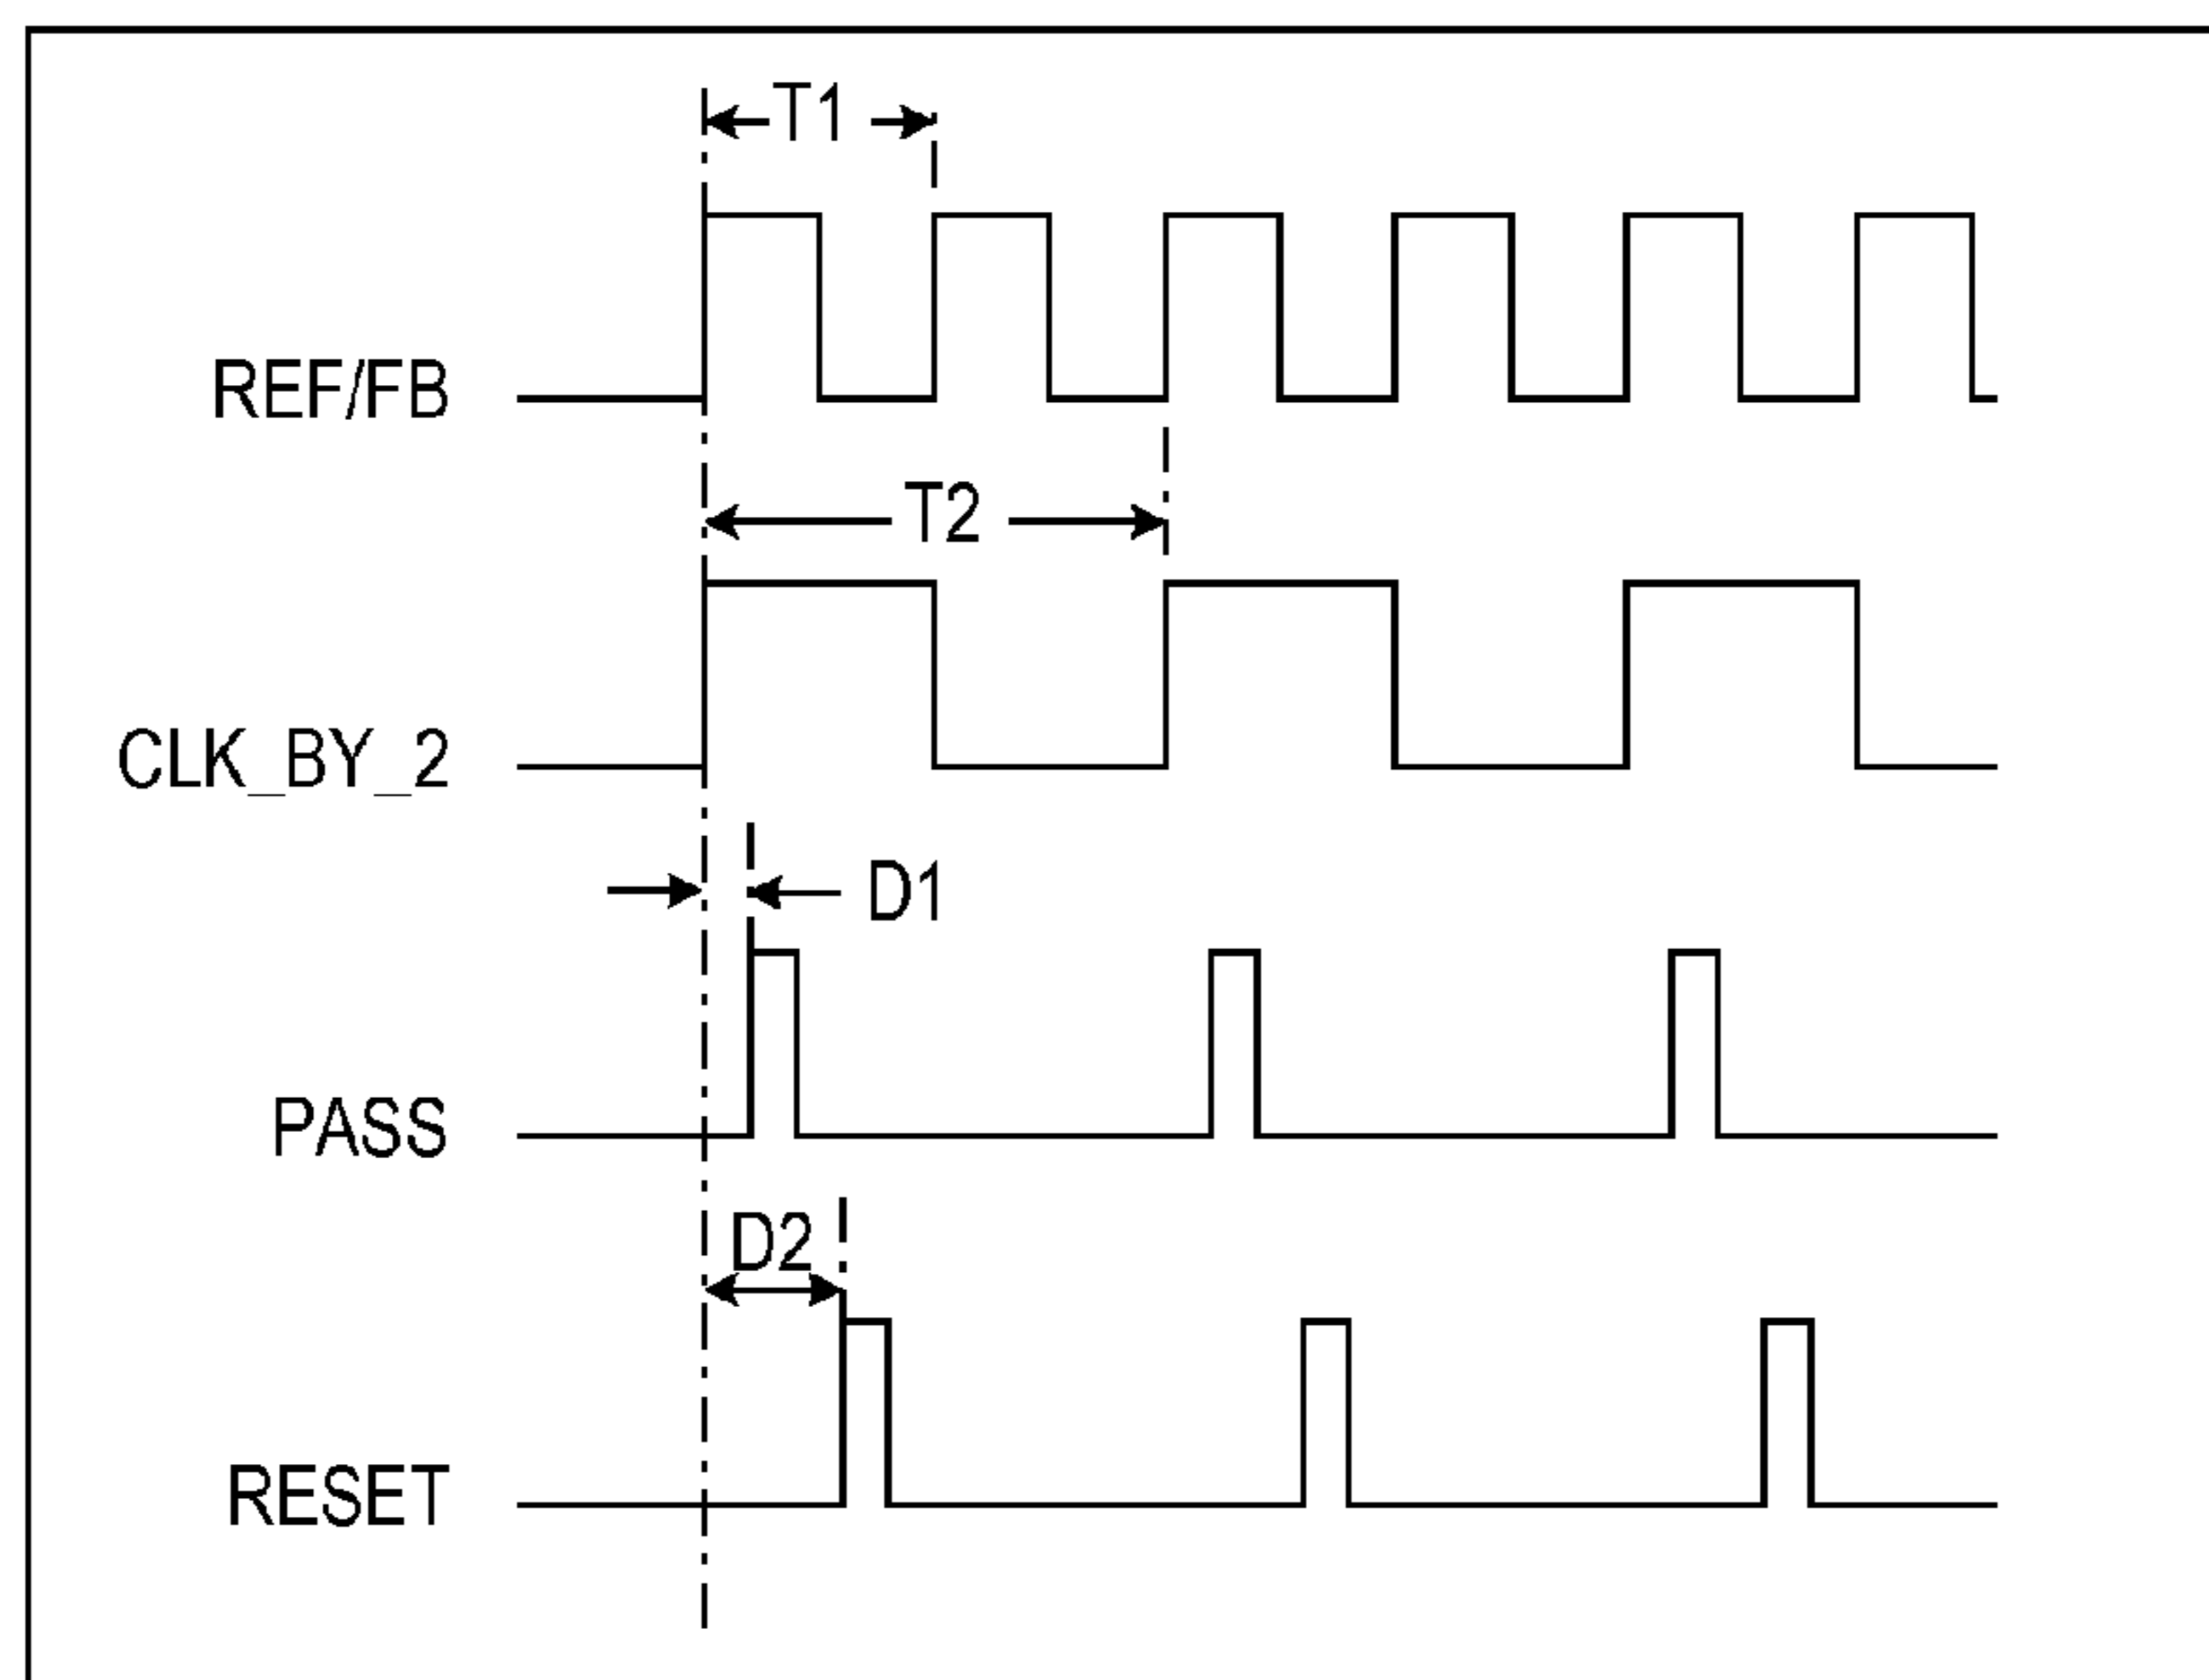 T1
REF/FB
T2
CLK_BY_2
D1
PASS
D2
RESET